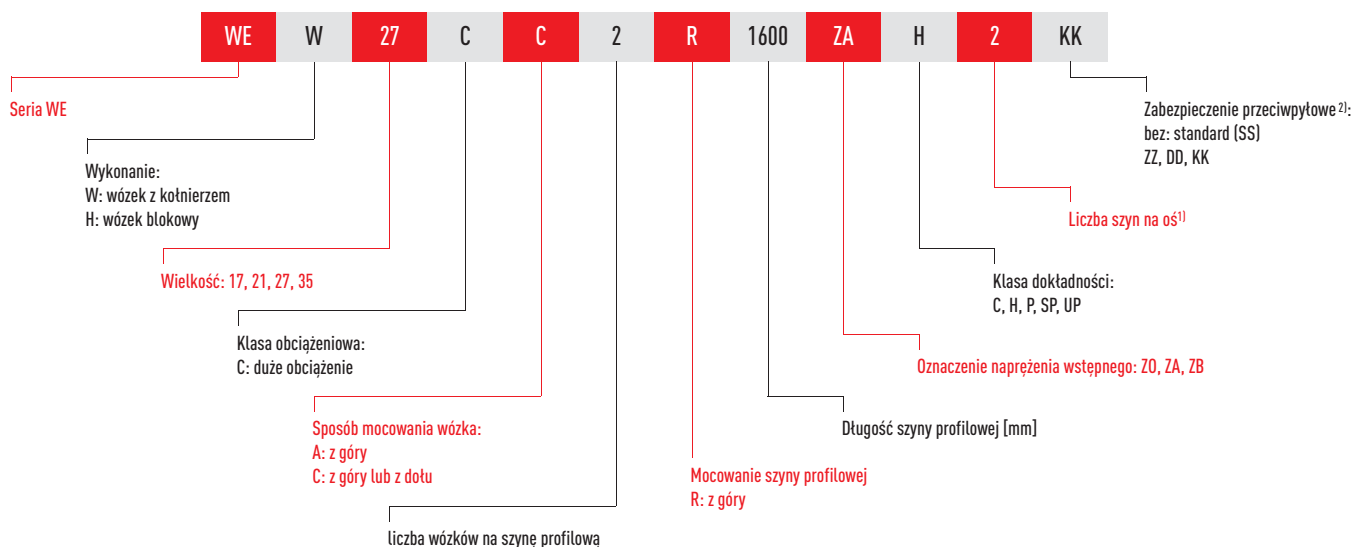 WE W 27 C C 2 R 1600 ZA H 2 KK
Seria WE
Wykonanie:
W: wózek z kołnierzem
H: wózek blokowy
Wielkość: 17, 21, 27, 35
Klasa obciążeniowa:
C: duże obciążenie
Sposób mocowania wózka:
A: z góry
C: z góry lub z dołu
liczba wózków na szynę profilową
Mocowanie szyny profilowej
R: z góry
Długość szyny profilowej [mm]
Oznaczenie naprężenia wstępnego: ZO, ZA, ZB
Klasa dokładności:
C, H, P, SP, UP
Liczba szyn na oś¹⁾
Zabezpieczenie przeciwpyłowe ²⁾:
bez: standard (SS)
ZZ, DD, KK